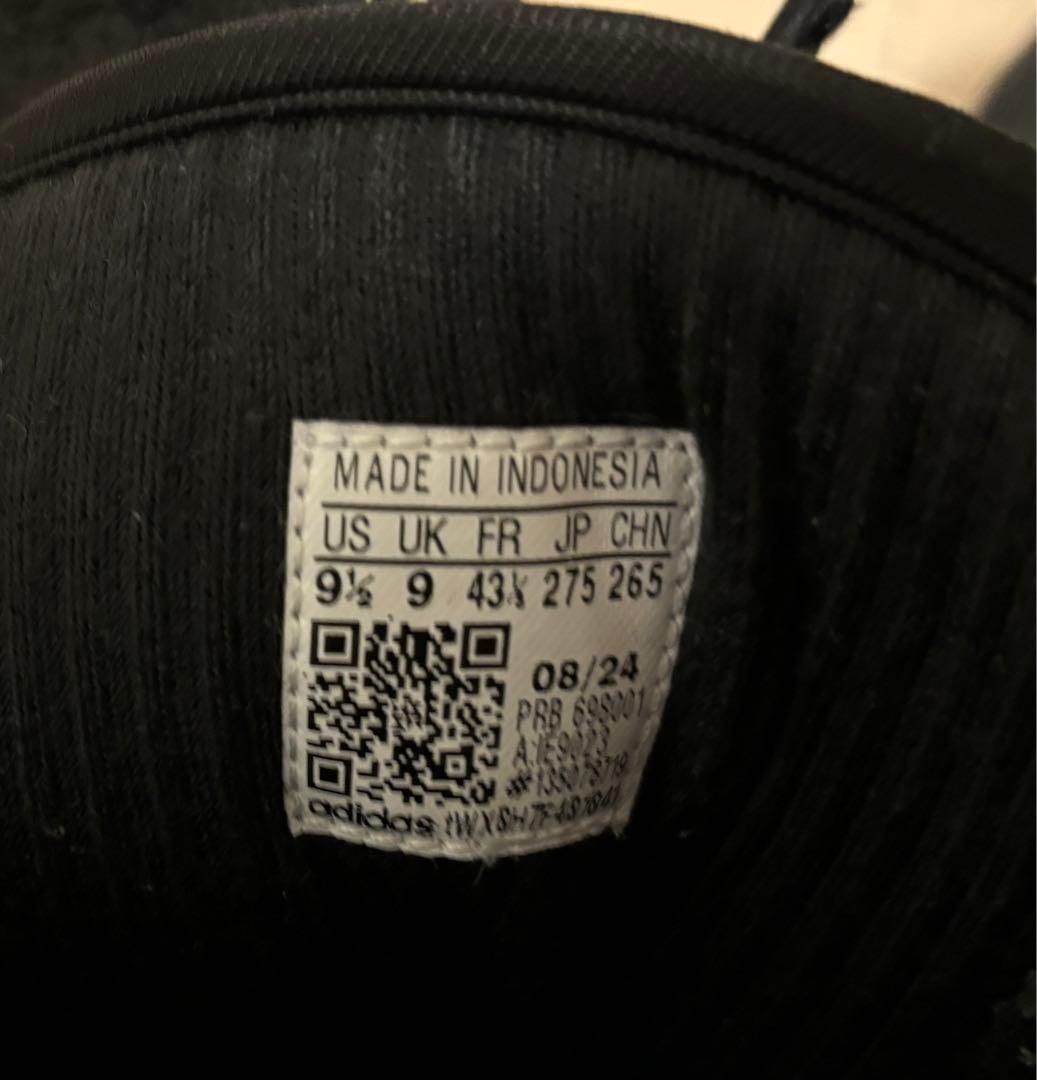 MADE IN INDONESIA
US UK FR JP CHN
9½ 9 43⅓ 275 265
08/24
PRB 69S001
adidas